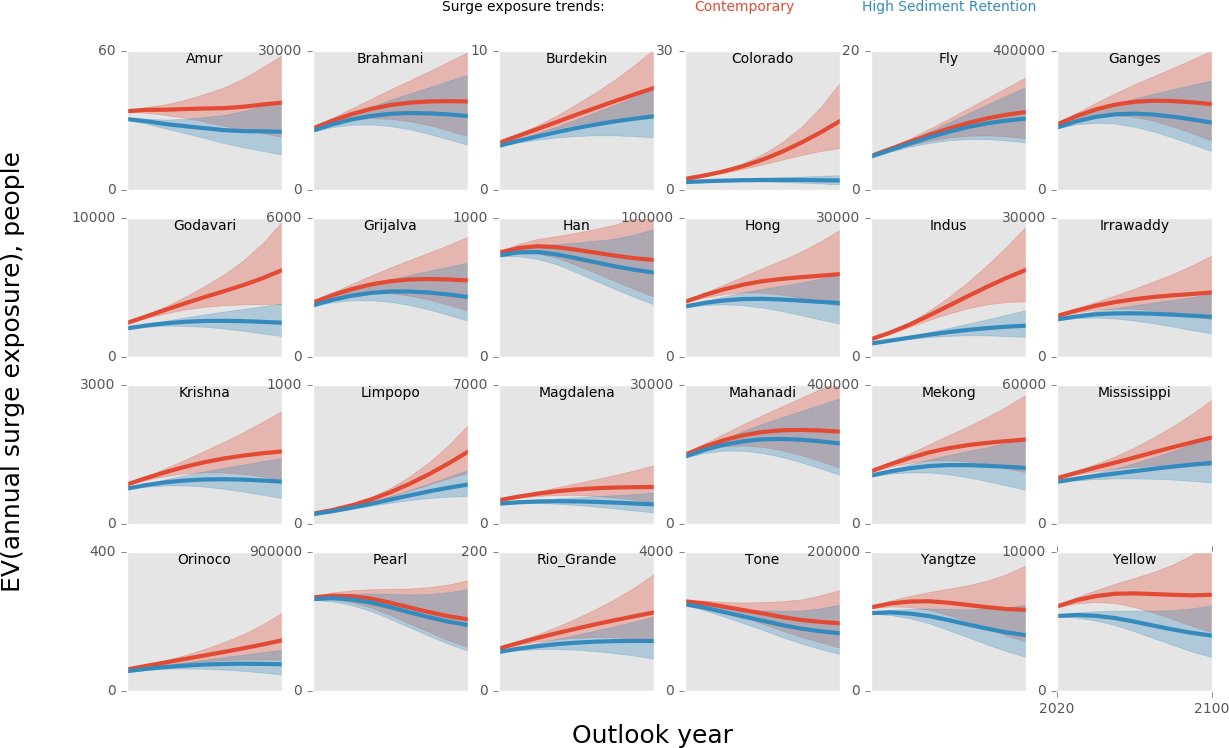 Surge exposure trends: Contemporary High Sediment Retention
60 Amur 30000 Brahmani 10 Burdekin 30 Colorado 20 Fly 400000 Ganges
0 0 0 0 0 0
10000 Godavari 6000 Grijalva 1000 Han 100000 Hong 30000 Indus 30000 Irrawaddy
0 0 0 0 0 0
3000 Krishna 1000 Limpopo 7000 Magdalena 30000 Mahanadi 400000 Mekong 60000 Mississippi
0 0 0 0 0 0
400 Orinoco 900000 Pearl 200 Rio_Grande 4000 Tone 200000 Yangtze 10000 Yellow
0 0 0 0 0 0
2020 2100
Outlook year
EV(annual surge exposure), people